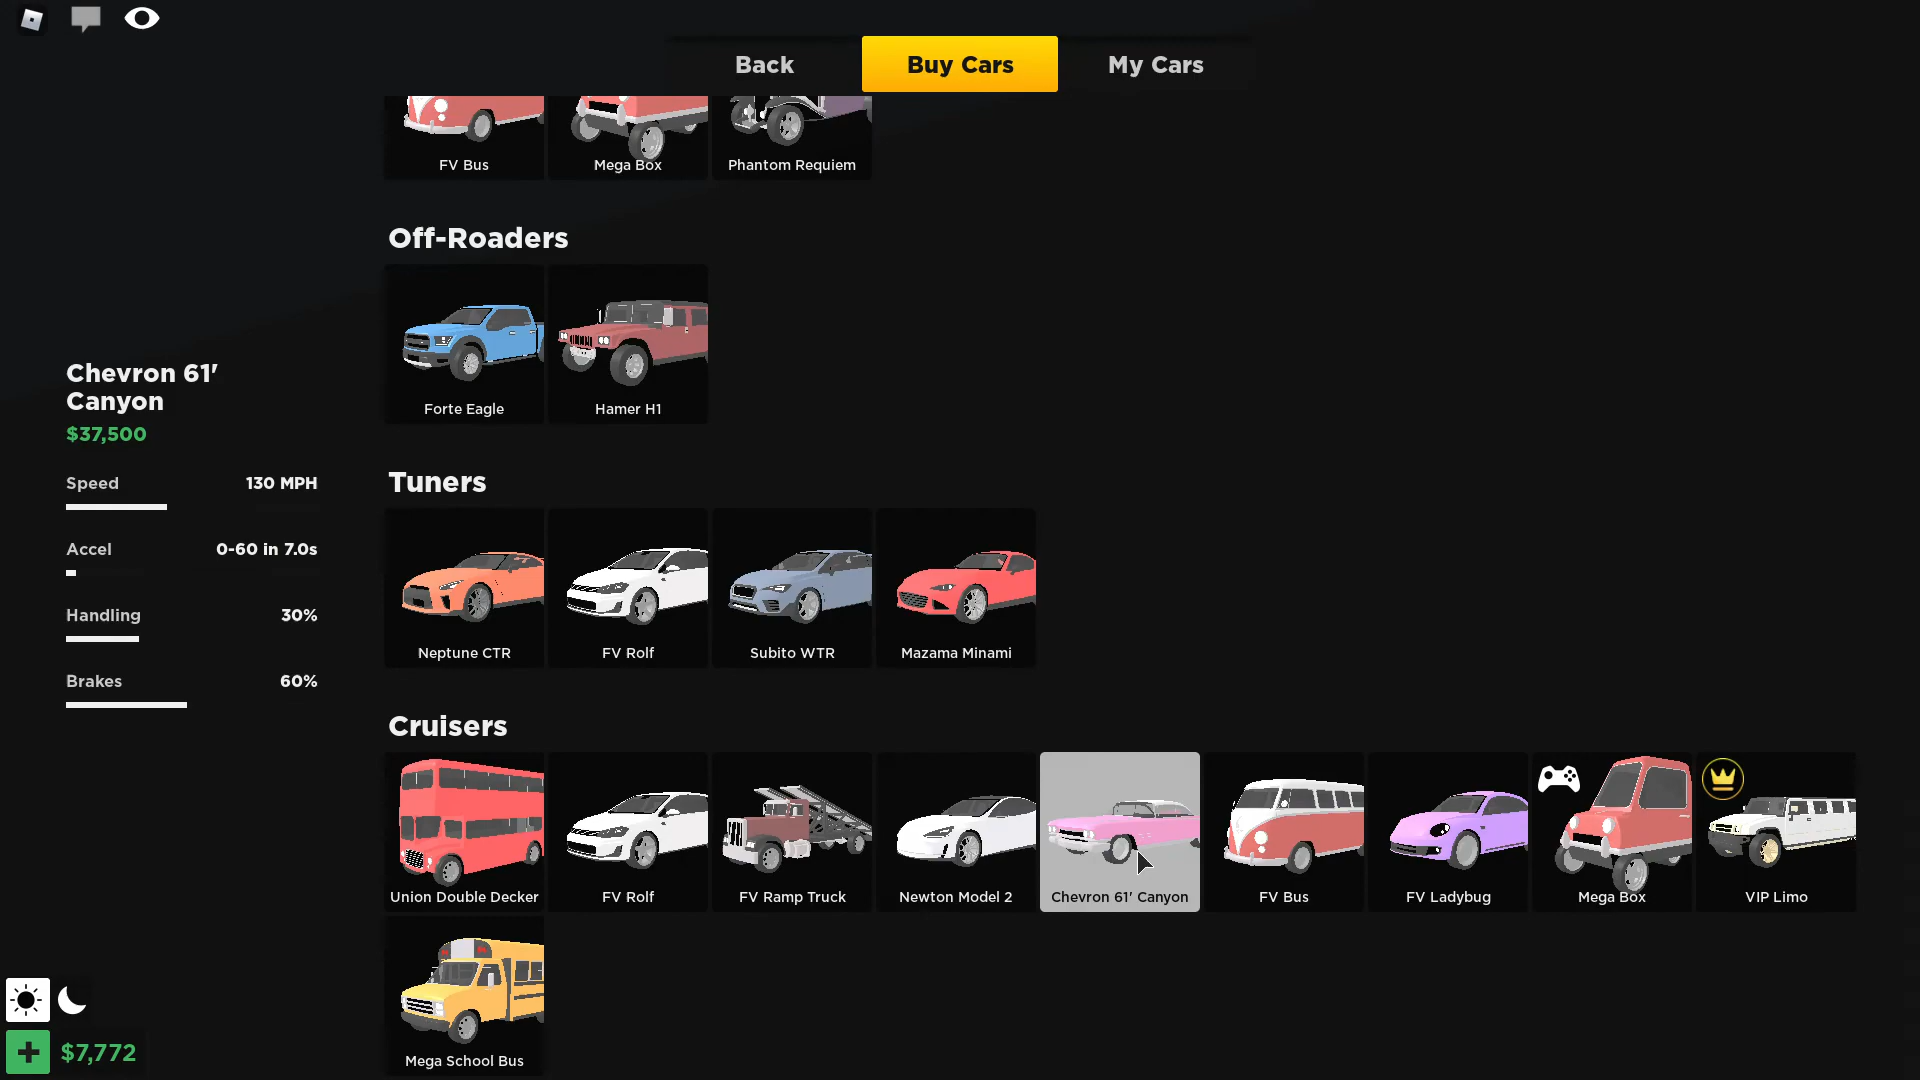 Back
Buy Cars
My Cars
FV Bus
Mega Box
Phantom Requiem
Off-Roaders
Forte Eagle
Hamer H1
Chevron 61'
Canyon
$37,500
Speed
130 MPH
Accel
0-60 in 7.0s
Handling
30%
Brakes
60%
Tuners
Neptune CTR
FV Rolf
Subito WTR
Mazama Minami
Cruisers
Union Double Decker
FV Rolf
FV Ramp Truck
Newton Model 2
Chevron 61' Canyon
FV Bus
FV Ladybug
Mega Box
VIP Limo
Mega School Bus
$7,772